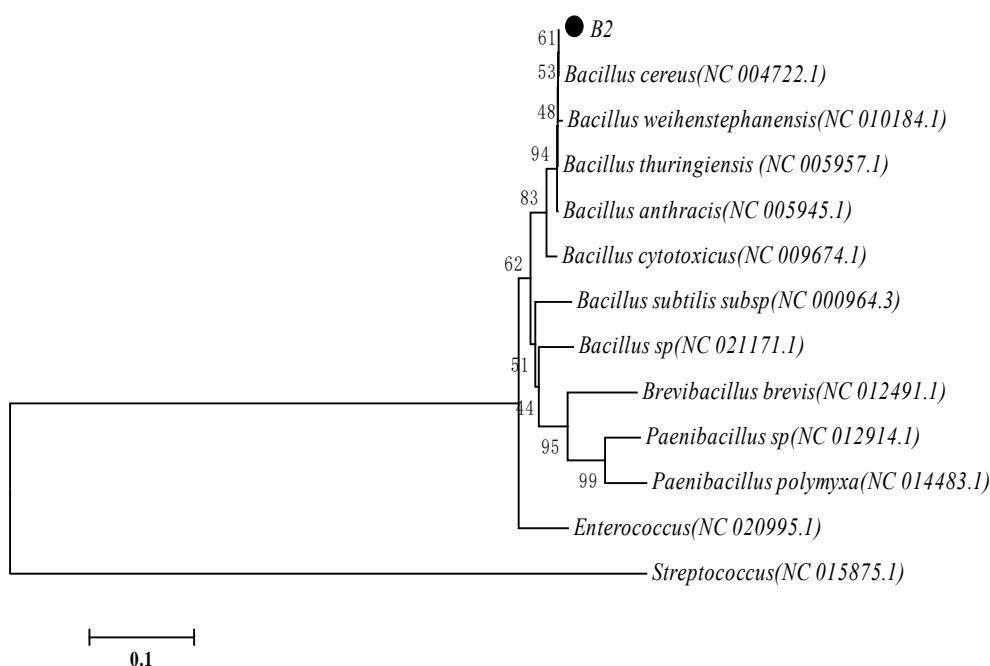 61
B2
53
Bacillus cereus(NC 004722.1)
48
Bacillus weihenstephanensis(NC 010184.1)
94
Bacillus thuringiensis (NC 005957.1)
83
Bacillus anthracis(NC 005945.1)
Bacillus cytotoxicus(NC 009674.1)
62
Bacillus subtilis subsp(NC 000964.3)
Bacillus sp(NC 021171.1)
51
Brevibacillus brevis(NC 012491.1)
44
Paenibacillus sp(NC 012914.1)
95
Paenibacillus polymyxa(NC 014483.1)
99
Enterococcus(NC 020995.1)
Streptococcus(NC 015875.1)
0.1